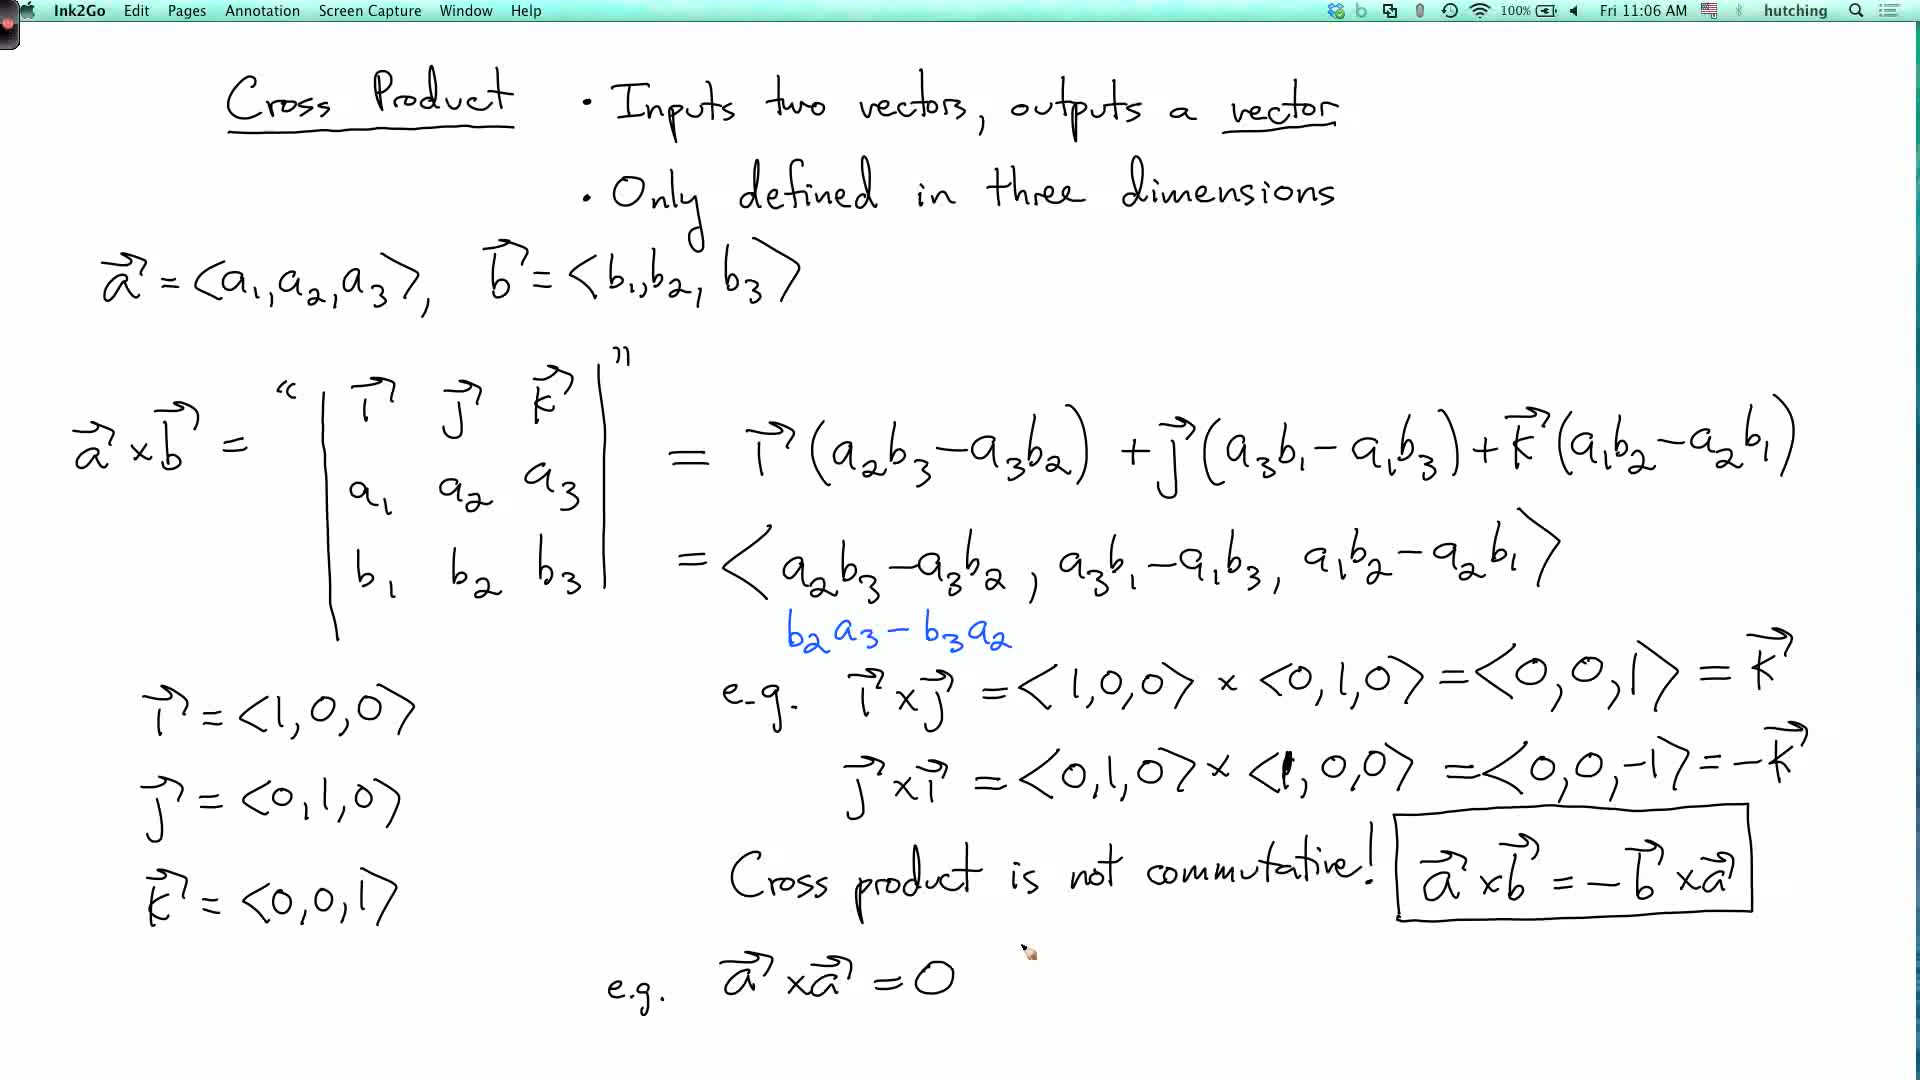 Ink2Go Edit Pages Annotation Screen Capture Window Help 100% Fri 11:06 AM hutching
Cross Product · Inputs two vectors, outputs a vector
· Only defined in three dimensions
a⃗ = <a₁, a₂, a₃>, b⃗ = <b₁, b₂, b₃>
a⃗ × b⃗ = “ | i⃗ j⃗ k⃗ | ”
a₁ a₂ a₃
b₁ b₂ b₃
= i⃗ (a₂b₃ − a₃b₂) + j⃗ (a₃b₁ − a₁b₃) + k⃗ (a₁b₂ − a₂b₁)
= <a₂b₃ − a₃b₂, a₃b₁ − a₁b₃, a₁b₂ − a₂b₁>
b₂a₃ − b₃a₂
i⃗ = <1, 0, 0>
j⃗ = <0, 1, 0>
k⃗ = <0, 0, 1>
e.g. i⃗ × j⃗ = <1, 0, 0> × <0, 1, 0> = <0, 0, 1> = k⃗
j⃗ × i⃗ = <0, 1, 0> × <1, 0, 0> = <0, 0, −1> = −k⃗
Cross product is not commutative! a⃗ × b⃗ = − b⃗ × a⃗
e.g. a⃗ × a⃗ = 0